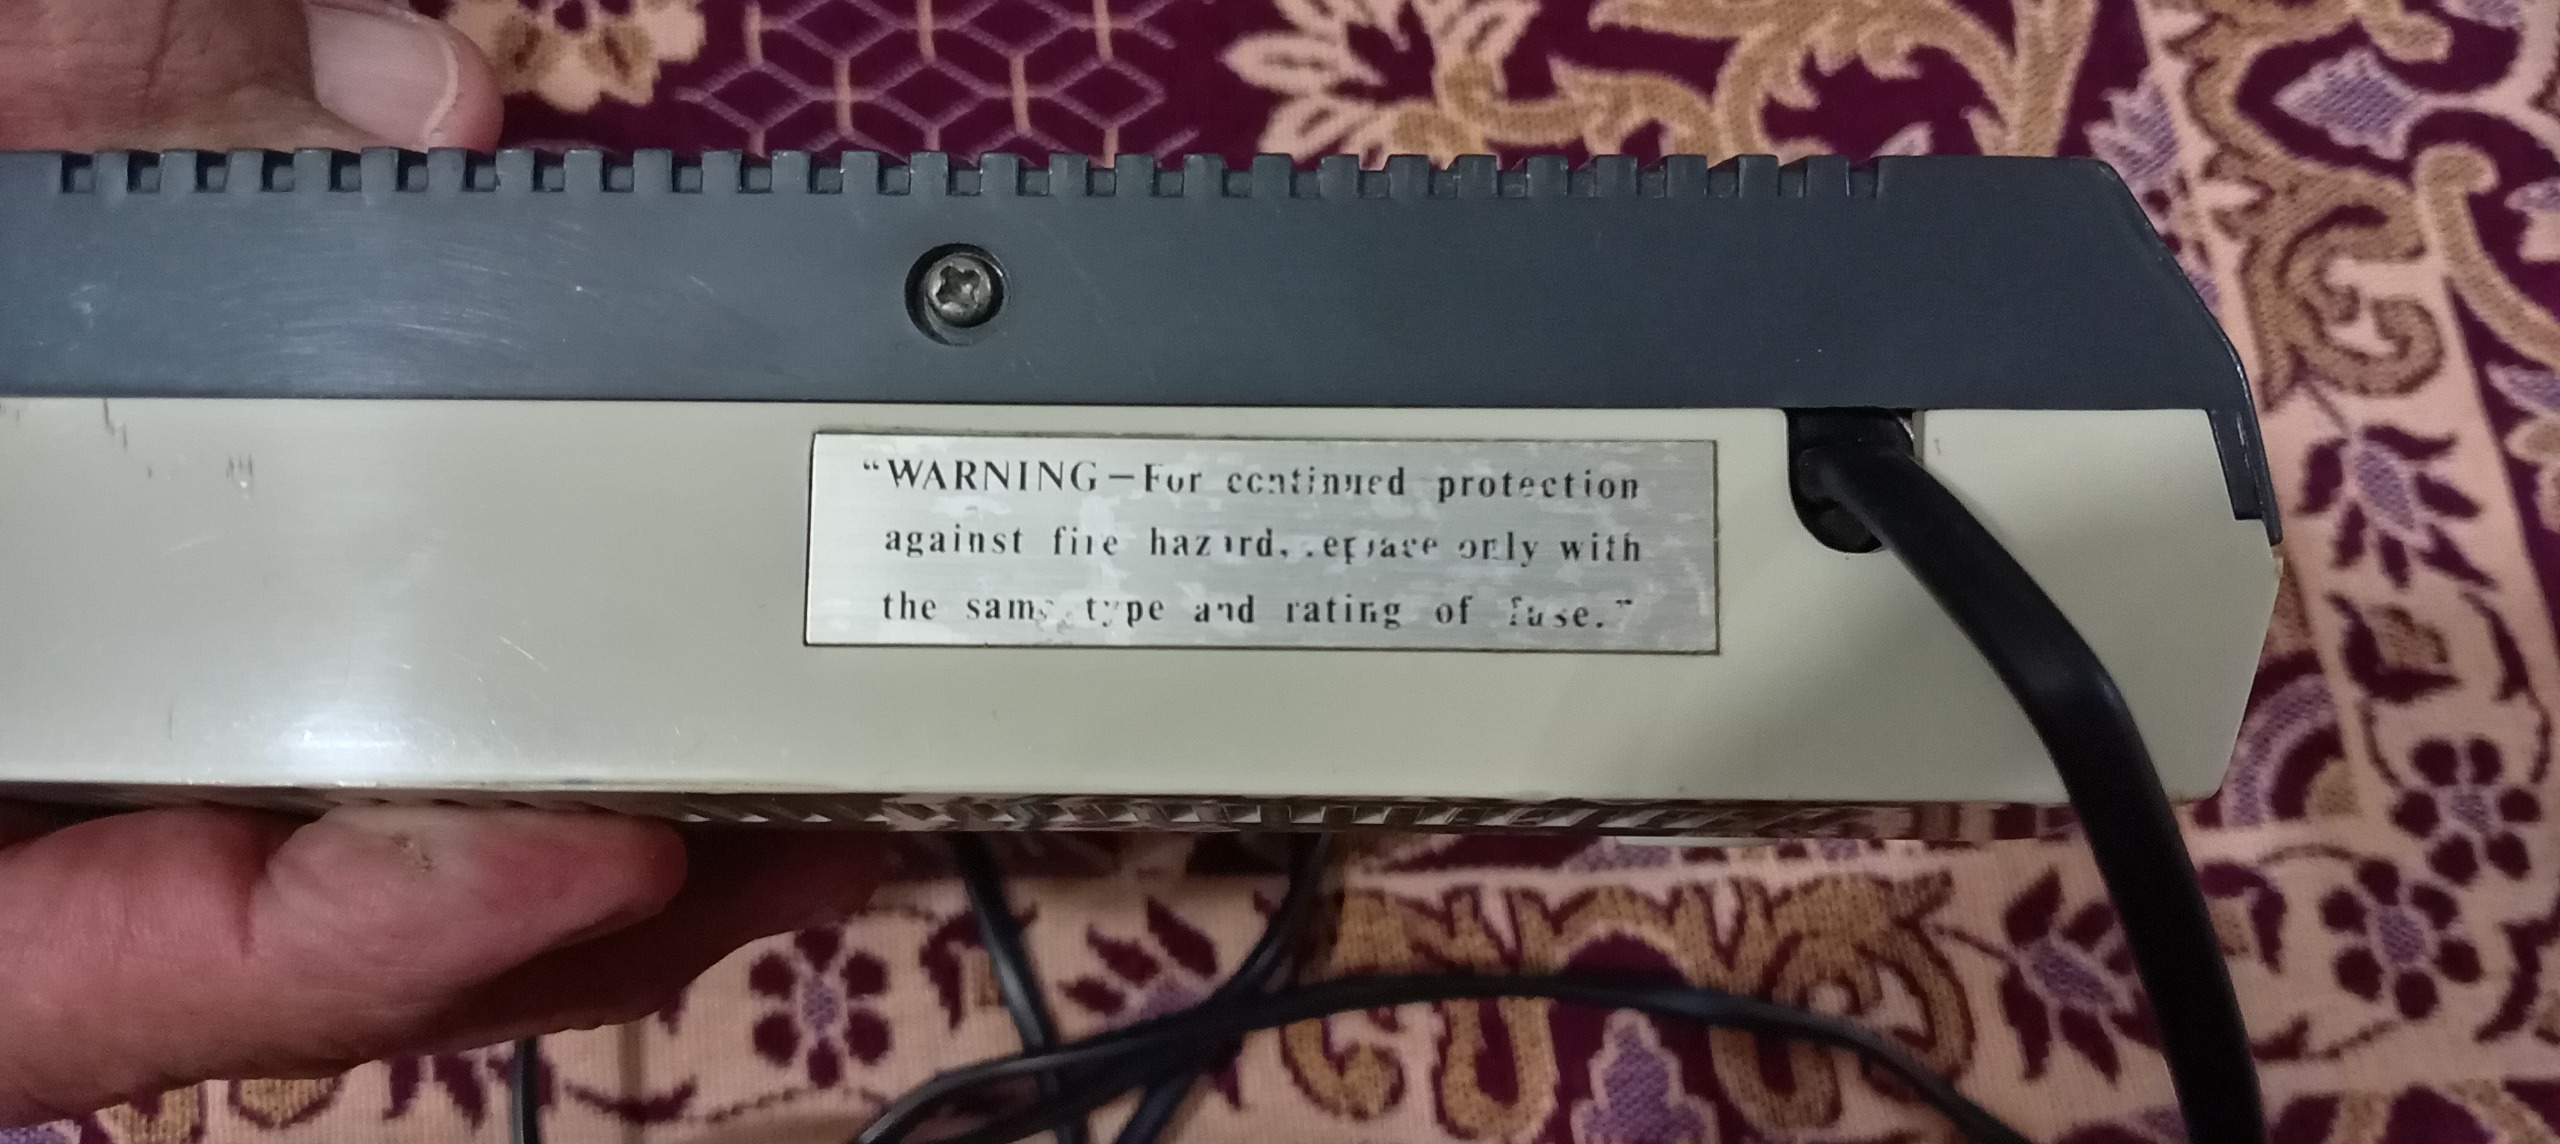 “WARNING—For continued protection
against fire hazard, replace only with
the same type and rating of fuse.”